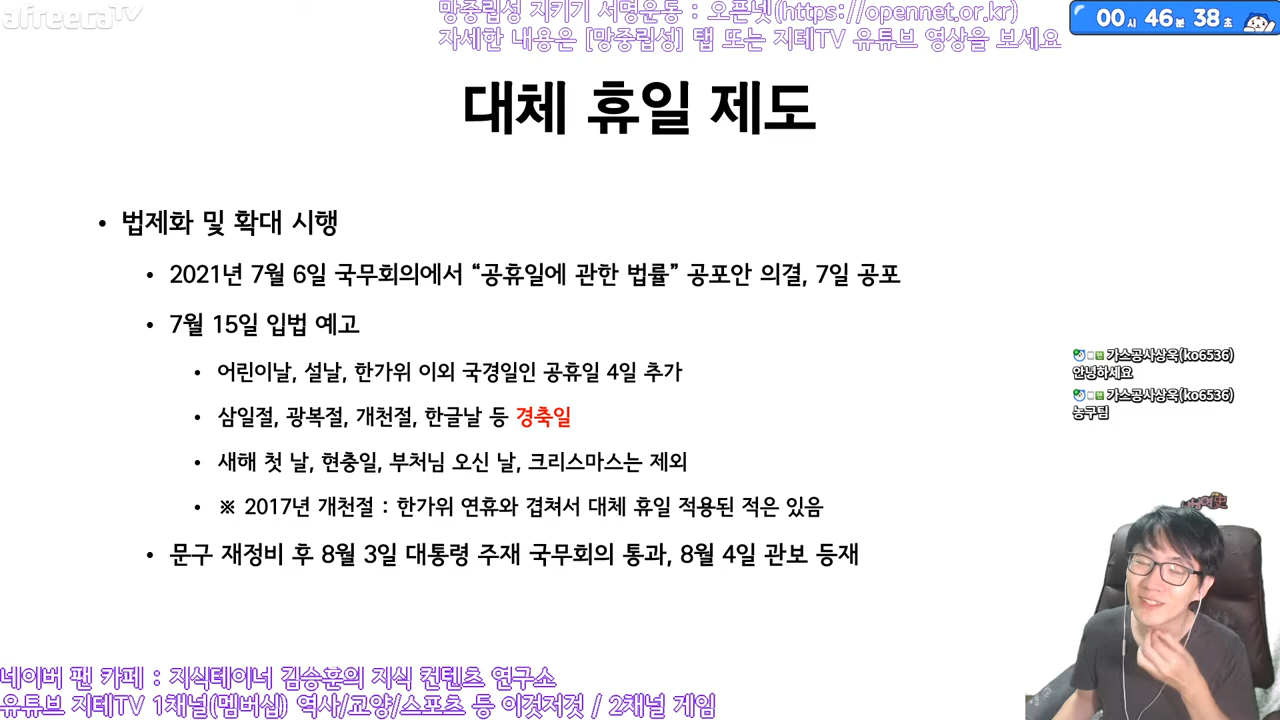 afreecaTV
망중립성 지키기 서명운동 : 오픈넷(https://opennet.or.kr)
자세한 내용은 [망중립성] 탭 또는 지테TV 유튜브 영상을 보세요
00시 46분 38초
대체 휴일 제도
• 법제화 및 확대 시행
• 2021년 7월 6일 국무회의에서 “공휴일에 관한 법률” 공포안 의결, 7일 공포
• 7월 15일 입법 예고
• 어린이날, 설날, 한가위 이외 국경일인 공휴일 4일 추가
• 삼일절, 광복절, 개천절, 한글날 등 경축일
• 새해 첫 날, 현충일, 부처님 오신 날, 크리스마스는 제외
• ※ 2017년 개천절 : 한가위 연휴와 겹쳐서 대체 휴일 적용된 적은 있음
• 문구 재정비 후 8월 3일 대통령 주재 국무회의 통과, 8월 4일 관보 등재
가스공사상욱(ko6536)
안녕하세요
가스공사상욱(ko6536)
농구팀
네이버 팬 카페 : 지식테이너 김승훈의 지식 컨텐츠 연구소
유튜브 지테TV 1채널(멤버십) 역사/교양/스포츠 등 이것저것 / 2채널 게임